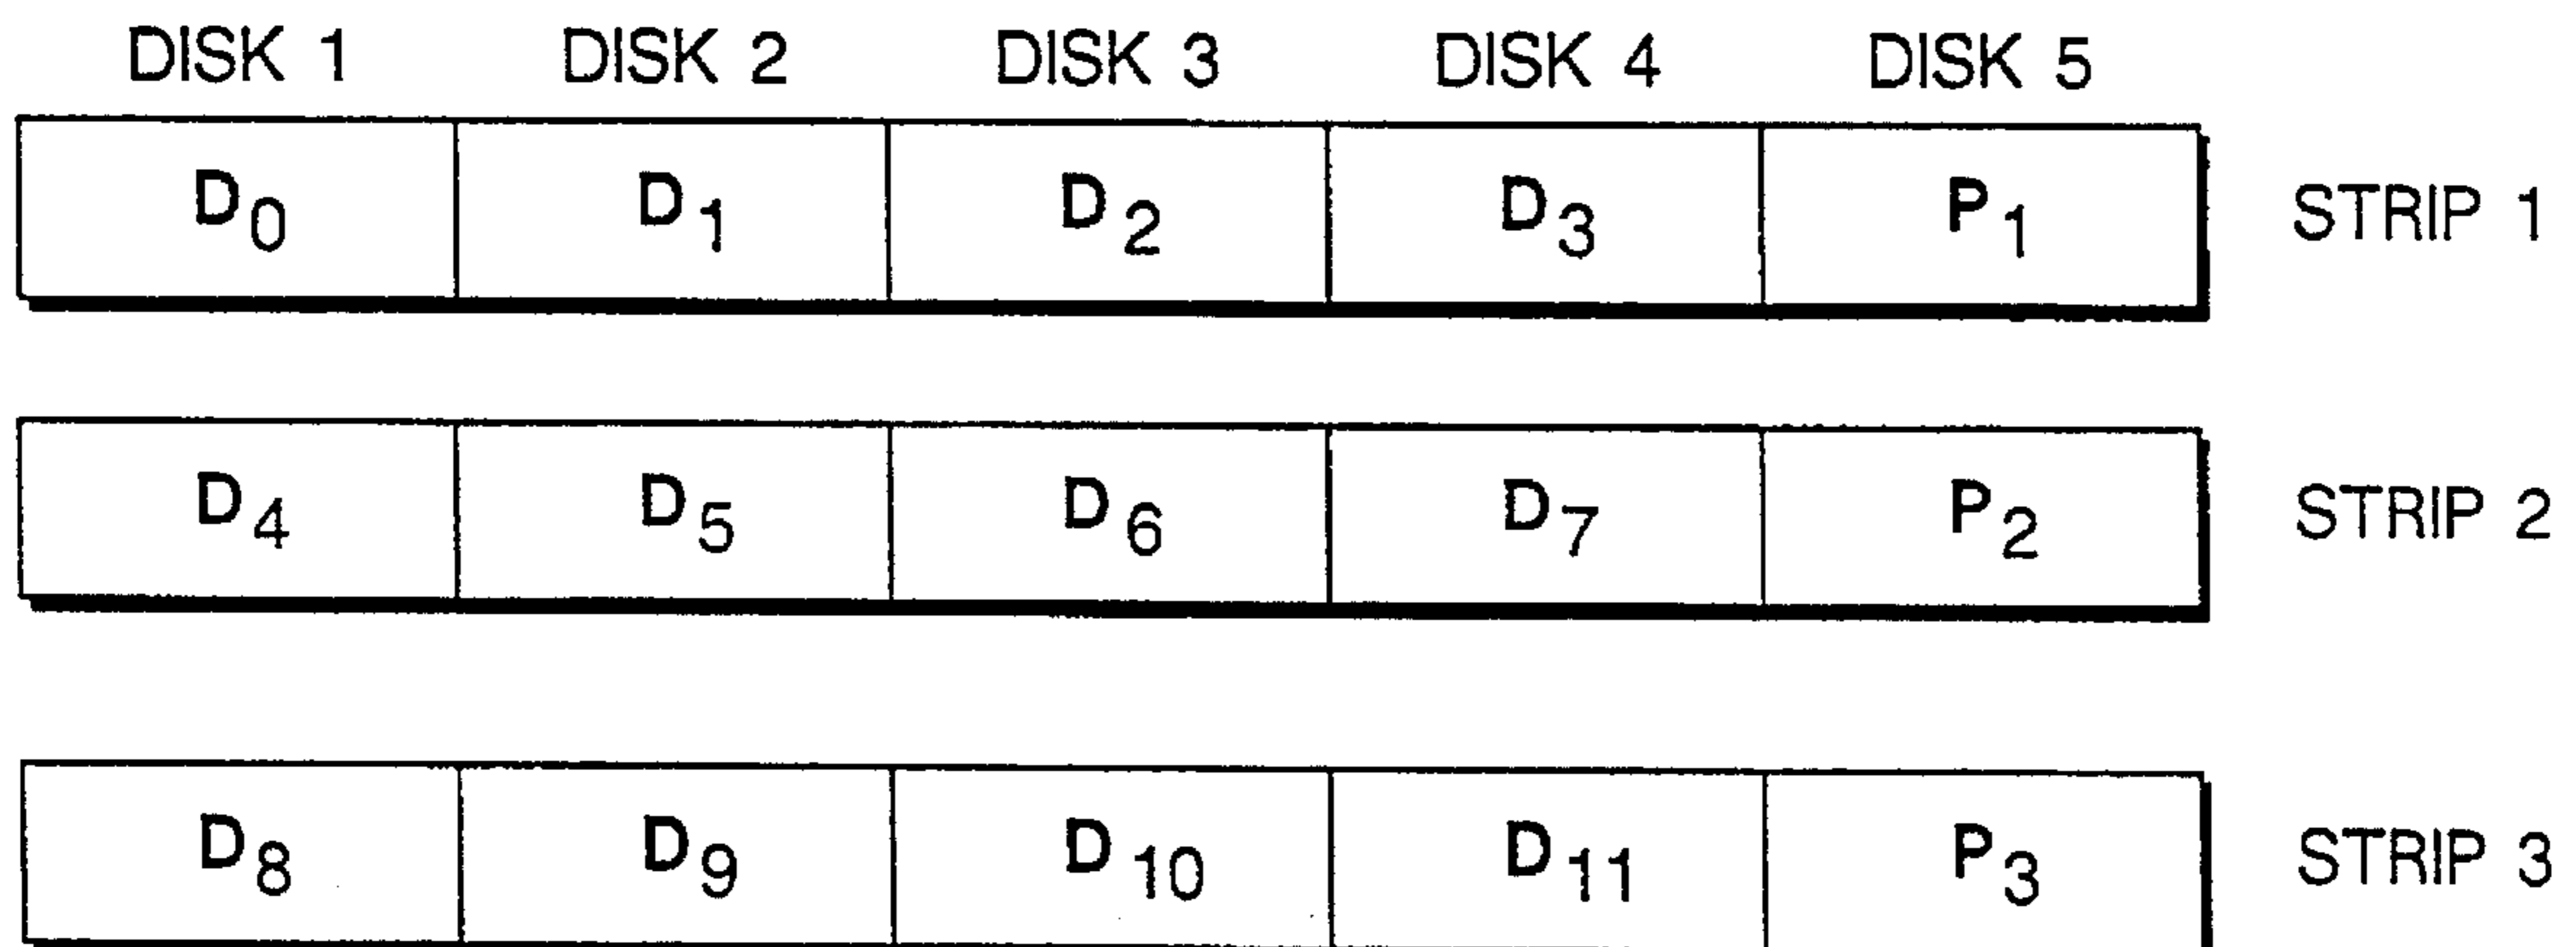 DISK 1 DISK 2 DISK 3 DISK 4 DISK 5
D0 D1 D2 D3 P1 STRIP 1
D4 D5 D6 D7 P2 STRIP 2
D8 D9 D10 D11 P3 STRIP 3